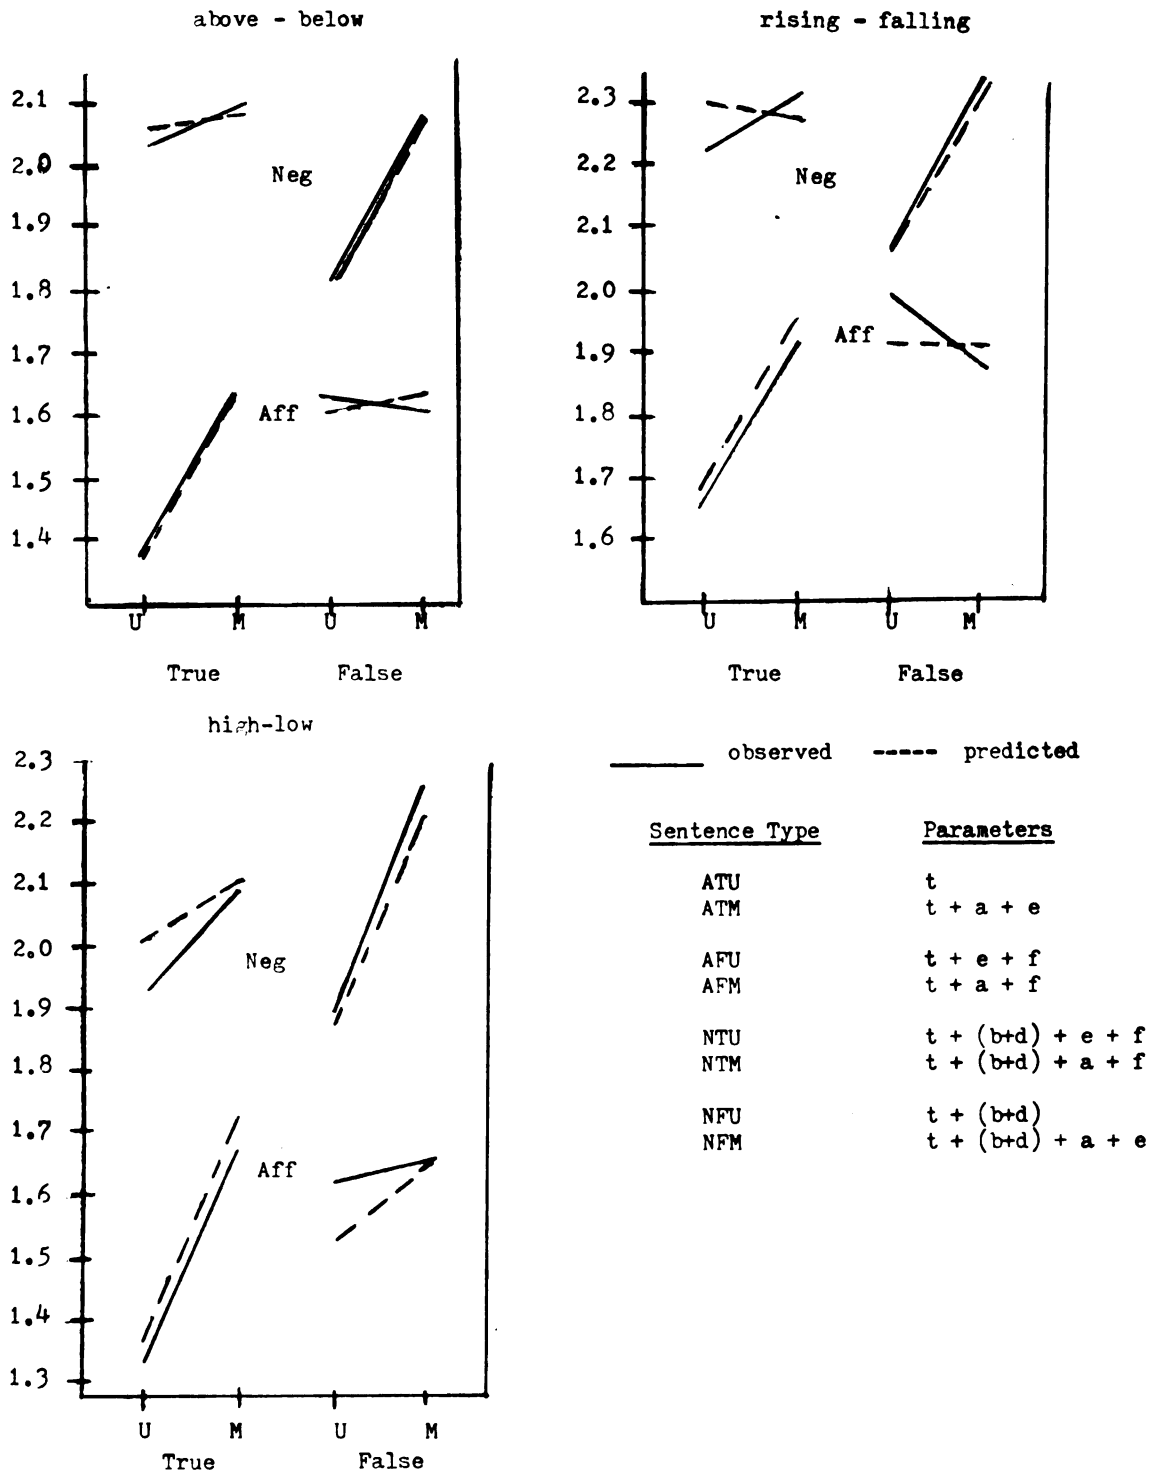 above - below
2.1
2.0
1.9
1.8
1.7
1.6
1.5
1.4
Neg
Aff
U M U M
True False
rising - falling
2.3
2.2
2.1
2.0
1.9
1.8
1.7
1.6
Neg
Aff
U M U M
True False
high-low
2.3
2.2
2.1
2.0
1.9
1.8
1.7
1.6
1.5
1.4
1.3
Neg
Aff
U M U M
True False
observed predicted
Sentence Type Parameters
ATU t
ATM t + a + e
AFU t + e + f
AFM t + a + f
NTU t + (b+d) + e + f
NTM t + (b+d) + a + f
NFU t + (b+d)
NFM t + (b+d) + a + e